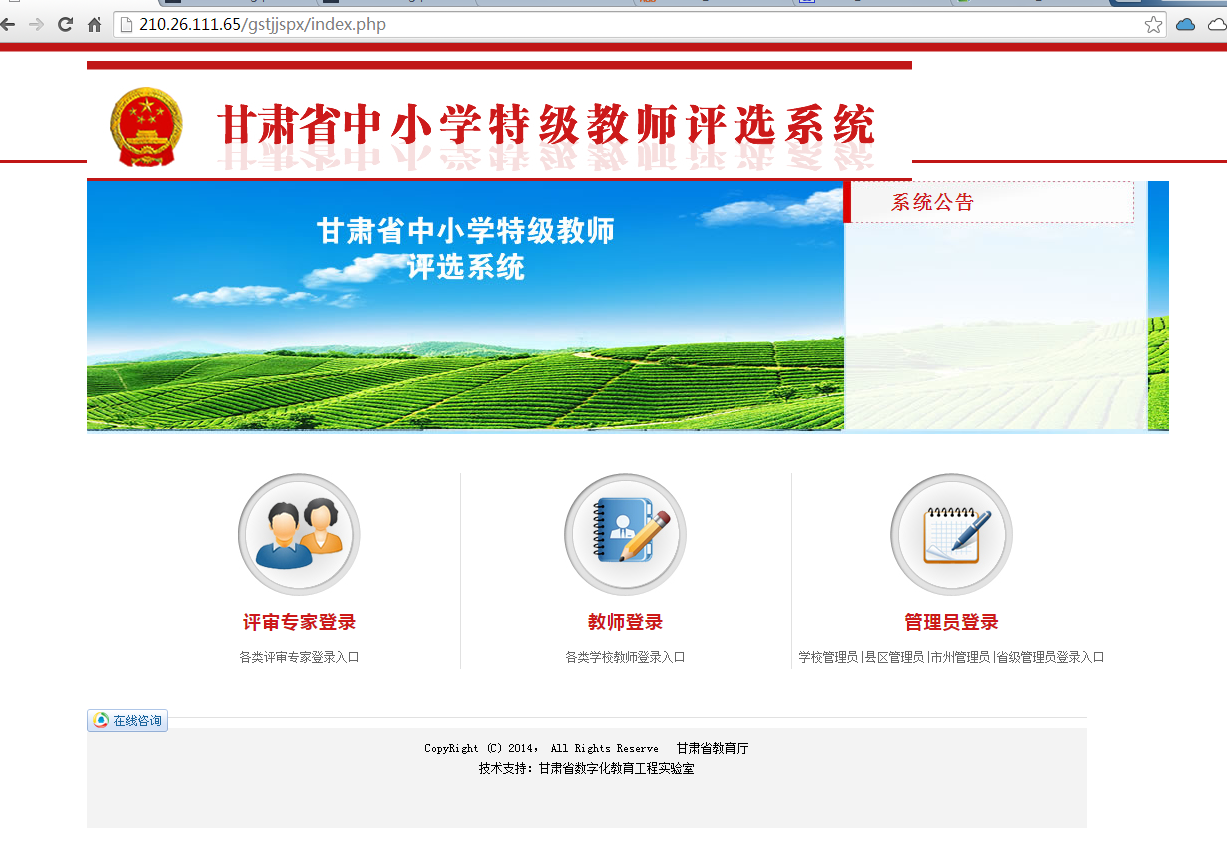 210.26.111.65/gstjjspx/index.php
甘肃省中小学特级教师评选系统
甘肃省中小学特级教师
评选系统
系统公告
评审专家登录
各类评审专家登录入口
教师登录
各类学校教师登录入口
管理员登录
学校管理员|县区管理员|市州管理员|省级管理员登录入口
在线咨询
CopyRight (C) 2014, All Rights Reserve 甘肃省教育厅
技术支持：甘肃省数字化教育工程实验室